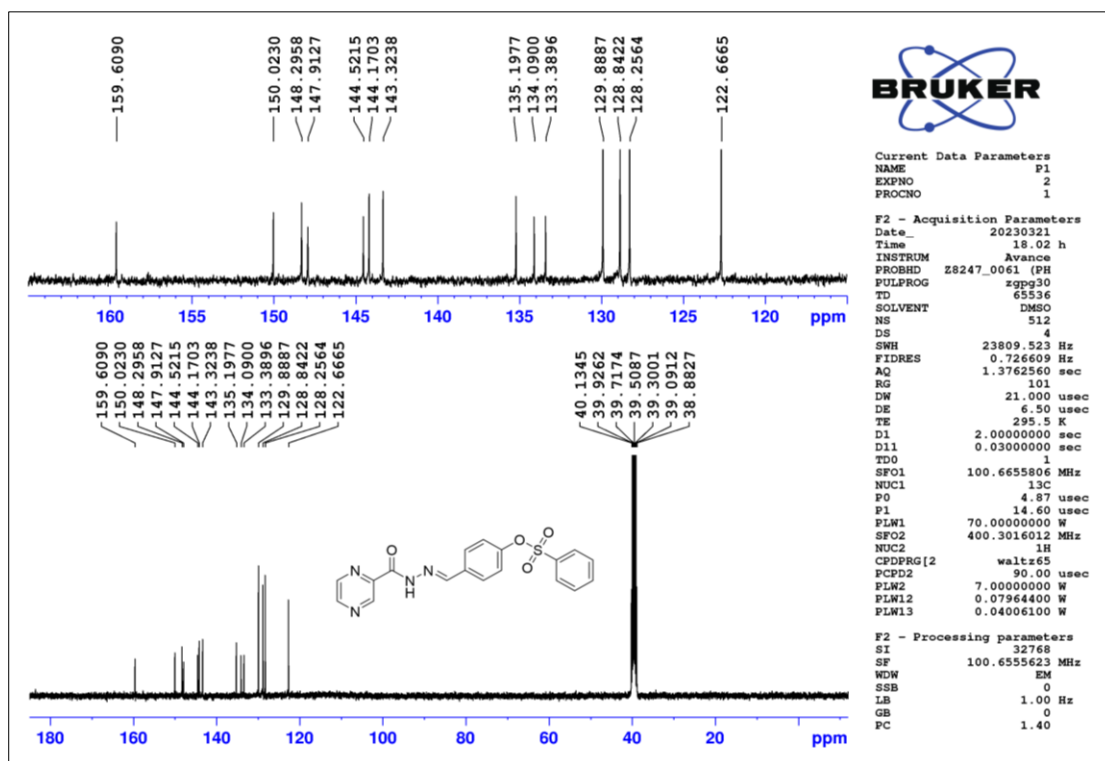 159.6090
150.0230
148.2958
147.9127
144.5215
144.1703
143.3238
135.1977
134.0900
133.3896
129.8887
128.8422
128.2564
122.6665
160 150 145 140 135 130 125 120 ppm
159.6090
150.0230
148.2958
147.9127
144.5215
144.1703
143.3238
135.1977
134.0900
133.3896
129.8887
128.8422
128.2564
122.6665
40.1345
39.9262
39.7174
39.5087
39.3001
39.0912
38.8827
O
N
N
N
H
N
O
O
S
O
180 160 140 120 100 80 60 40 20 ppm
BRUKER
Current Data Parameters
NAME P1
EXPNO 2
PROCNO 1
F2 - Acquisition Parameters
Date_ 20230321
Time 18.02 h
INSTRUM Avance
PROBHD Z8247_0061 (PH
PULPROG zgpg30
TD 65536
SOLVENT DMSO
NS 512
DS 4
SWH 23809.523 Hz
FIDRES 0.726609 Hz
AQ 1.3762560 sec
RG 101
DW 21.000 usec
DE 6.50 usec
TE 295.5 K
D1 2.00000000 sec
D11 0.03000000 sec
TD0 1
SFO1 100.6655806 MHz
NUC1 13C
P0 4.87 usec
P1 14.60 usec
PLW1 70.00000000 W
SFO2 400.3016012 MHz
NUC2 1H
CPDPRG[2 waltz65
PCPD2 90.00 usec
PLW2 7.00000000 W
PLW12 0.07964400 W
PLW13 0.04006100 W
F2 - Processing parameters
SI 32768
SF 100.6555623 MHz
WDW EM
SSB 0
LB 1.00 Hz
GB 0
PC 1.40